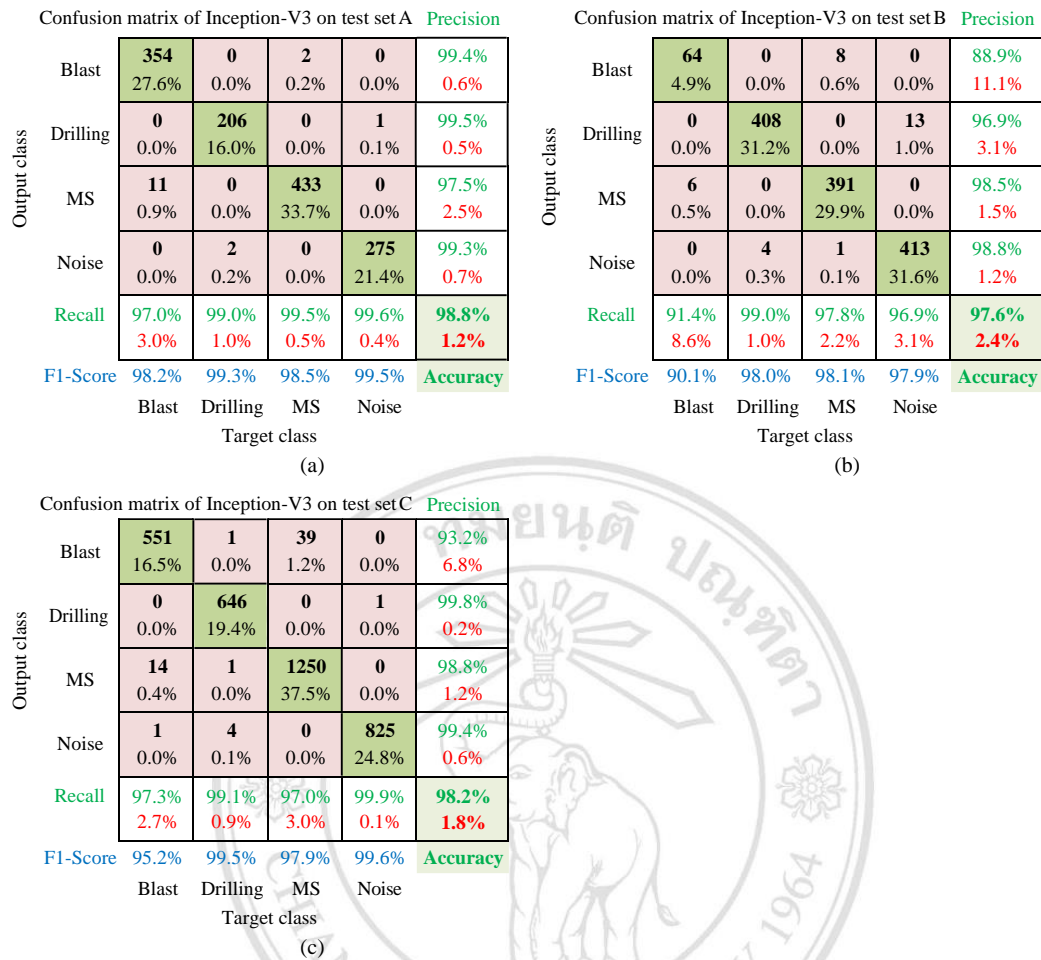 Confusion matrix of Inception-V3 on test set A Precision
354 0 2 0 99.4%
Blast
27.6% 0.0% 0.2% 0.0% 0.6%
0 206 0 1 99.5%
Drilling
0.0% 16.0% 0.0% 0.1% 0.5%
Output class
11 0 433 0 97.5%
MS
0.9% 0.0% 33.7% 0.0% 2.5%
0 2 0 275 99.3%
Noise
0.0% 0.2% 0.0% 21.4% 0.7%
Recall 97.0% 99.0% 99.5% 99.6% 98.8%
3.0% 1.0% 0.5% 0.4% 1.2%
F1-Score 98.2% 99.3% 98.5% 99.5% Accuracy
Blast Drilling MS Noise
Target class
(a)
Confusion matrix of Inception-V3 on test set B Precision
64 0 8 0 88.9%
Blast
4.9% 0.0% 0.6% 0.0% 11.1%
0 408 0 13 96.9%
Drilling
0.0% 31.2% 0.0% 1.0% 3.1%
Output class
6 0 391 0 98.5%
MS
0.5% 0.0% 29.9% 0.0% 1.5%
0 4 1 413 98.8%
Noise
0.0% 0.3% 0.1% 31.6% 1.2%
Recall 91.4% 99.0% 97.8% 96.9% 97.6%
8.6% 1.0% 2.2% 3.1% 2.4%
F1-Score 90.1% 98.0% 98.1% 97.9% Accuracy
Blast Drilling MS Noise
Target class
(b)
Confusion matrix of Inception-V3 on test set C Precision
551 1 39 0 93.2%
Blast
16.5% 0.0% 1.2% 0.0% 6.8%
0 646 0 1 99.8%
Drilling
0.0% 19.4% 0.0% 0.0% 0.2%
Output class
14 1 1250 0 98.8%
MS
0.4% 0.0% 37.5% 0.0% 1.2%
1 4 0 825 99.4%
Noise
0.0% 0.1% 0.0% 24.8% 0.6%
Recall 97.3% 99.1% 97.0% 99.9% 98.2%
2.7% 0.9% 3.0% 0.1% 1.8%
F1-Score 95.2% 99.5% 97.9% 99.6% Accuracy
Blast Drilling MS Noise
Target class
(c)
ปณฺฑิตา
1964